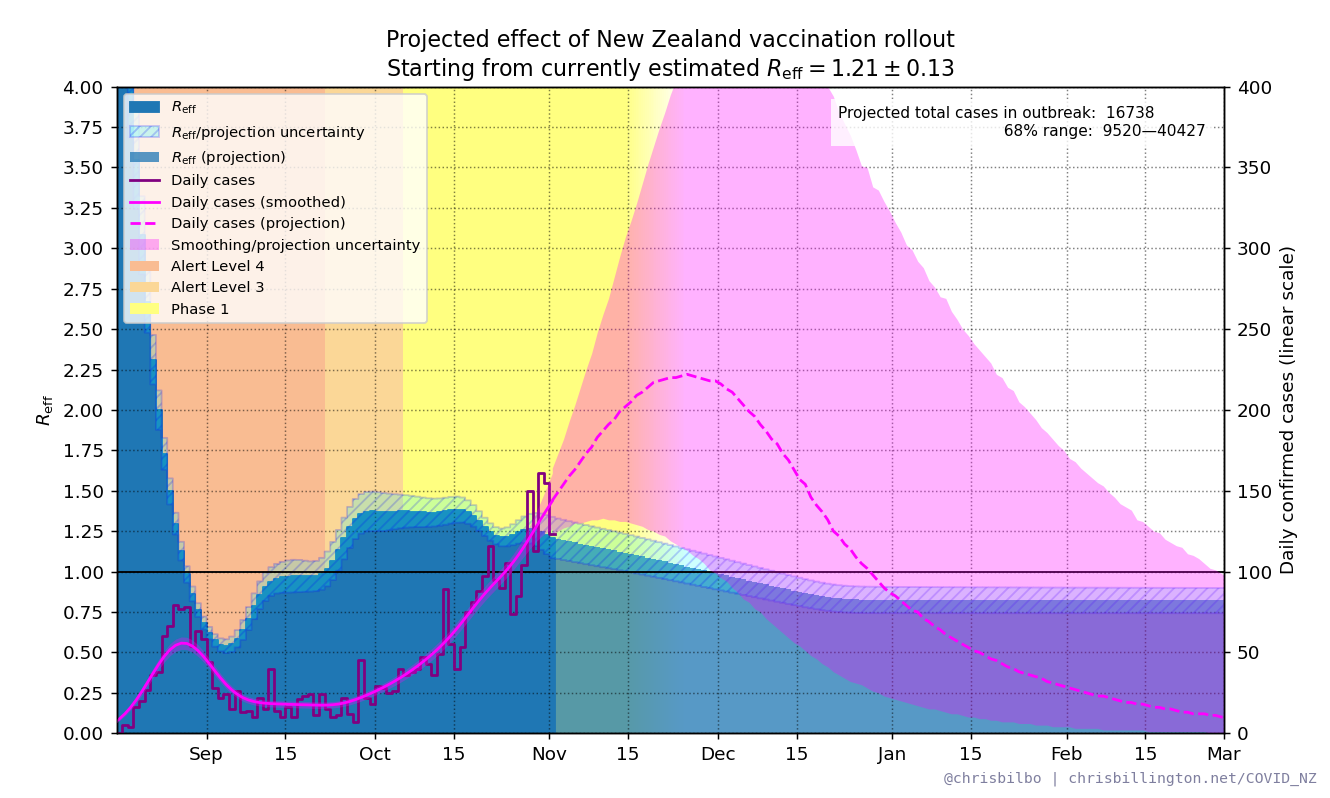 Projected effect of New Zealand vaccination rollout
Starting from currently estimated R_eff = 1.21 ± 0.13
R_eff
R_eff/projection uncertainty
R_eff (projection)
Daily cases
Daily cases (smoothed)
Daily cases (projection)
Smoothing/projection uncertainty
Alert Level 4
Alert Level 3
Phase 1
Projected total cases in outbreak: 16738
68% range: 9520—40427
4.00
3.75
3.50
3.25
3.00
2.75
2.50
2.25
2.00
1.75
1.50
1.25
1.00
0.75
0.50
0.25
0.00
R_eff
400
350
300
250
200
150
100
50
0
Daily confirmed cases (linear scale)
Sep 15 Oct 15 Nov 15 Dec 15 Jan 15 Feb 15 Mar
@chrisbilbo | chrisbillington.net/COVID_NZ